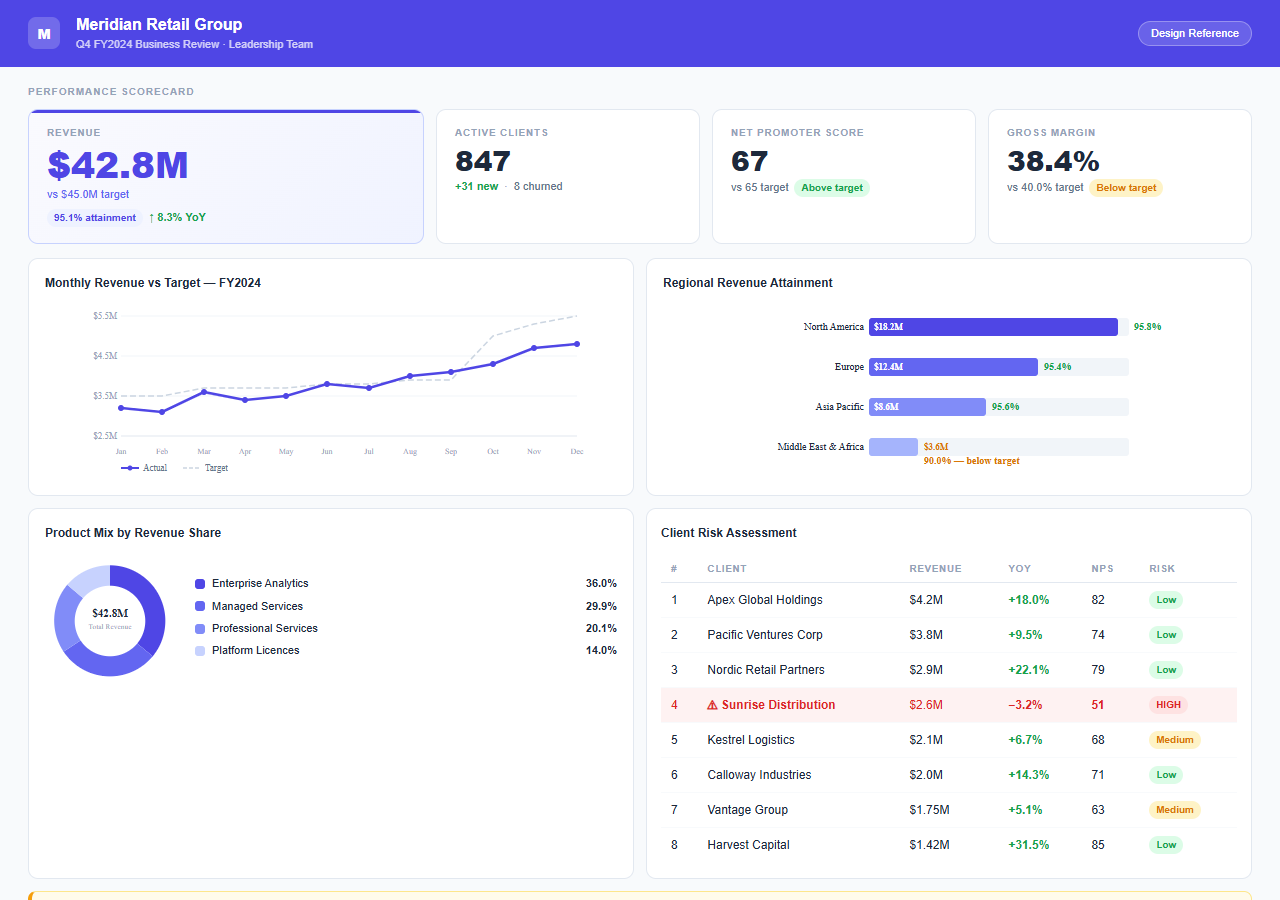 M
Meridian Retail Group
Q4 FY2024 Business Review · Leadership Team
Design Reference
PERFORMANCE SCORECARD
REVENUE
$42.8M
vs $45.0M target
95.1% attainment ↑ 8.3% YoY
ACTIVE CLIENTS
847
+31 new · 8 churned
NET PROMOTER SCORE
67
vs 65 target Above target
GROSS MARGIN
38.4%
vs 40.0% target Below target
Monthly Revenue vs Target — FY2024
$5.5M
$4.5M
$3.5M
$2.5M
Jan Feb Mar Apr May Jun Jul Aug Sep Oct Nov Dec
Actual Target
Regional Revenue Attainment
North America $18.2M 95.8%
Europe $12.4M 95.4%
Asia Pacific $8.6M 95.6%
Middle East & Africa $3.6M
90.0% — below target
Product Mix by Revenue Share
$42.8M
Total Revenue
Enterprise Analytics 36.0%
Managed Services 29.9%
Professional Services 20.1%
Platform Licences 14.0%
Client Risk Assessment
# CLIENT REVENUE YOY NPS RISK
1 Apex Global Holdings $4.2M +18.0% 82 Low
2 Pacific Ventures Corp $3.8M +9.5% 74 Low
3 Nordic Retail Partners $2.9M +22.1% 79 Low
4 ⚠ Sunrise Distribution $2.6M −3.2% 51 HIGH
5 Kestrel Logistics $2.1M +6.7% 68 Medium
6 Calloway Industries $2.0M +14.3% 71 Low
7 Vantage Group $1.75M +5.1% 63 Medium
8 Harvest Capital $1.42M +31.5% 85 Low